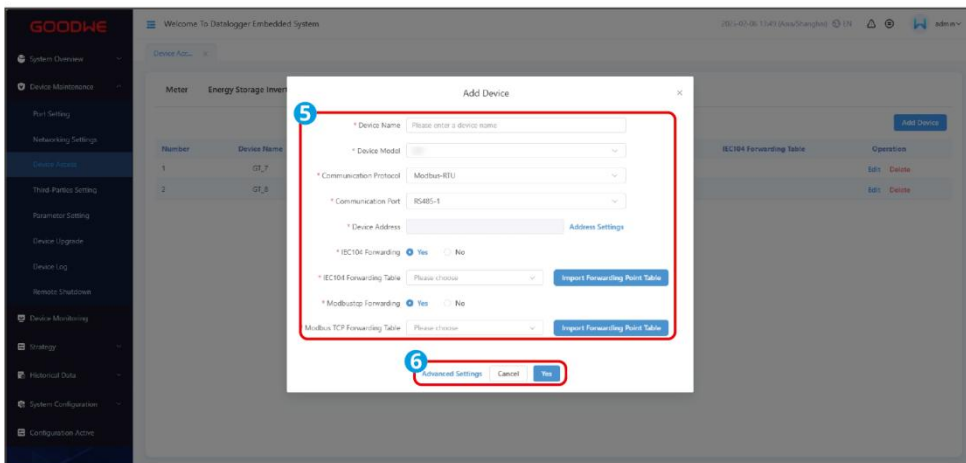 GOODWE
Welcome To Datalogger Embedded System
EN
admin
System Overview
Device Acc...
Device Maintenance
Meter Energy Storage Invert
Add Device
5
Port Setting
* Device Name Please enter a device name
Add Device
Networking Settings
* Device Model
Number Device Name IEC104 Forwarding Table Operation
Device Access
* Communication Protocol Modbus-RTU
1 GT_7 Edit Delete
Third-Parties Setting
2 GT_8 Edit Delete
* Communication Port RS485-1
Parameter Setting
* Device Address Address Settings
Device Upgrade
* IEC104 Forwarding Yes No
Device Log
* IEC104 Forwarding Table Please choose Import Forwarding Point Table
Remote Shutdown
* Modbustcp Forwarding Yes No
Device Monitoring
Modbus TCP Forwarding Table Please choose Import Forwarding Point Table
Strategy
6
Historical Data
Advanced Settings Cancel Yes
System Configuration
Configuration Active